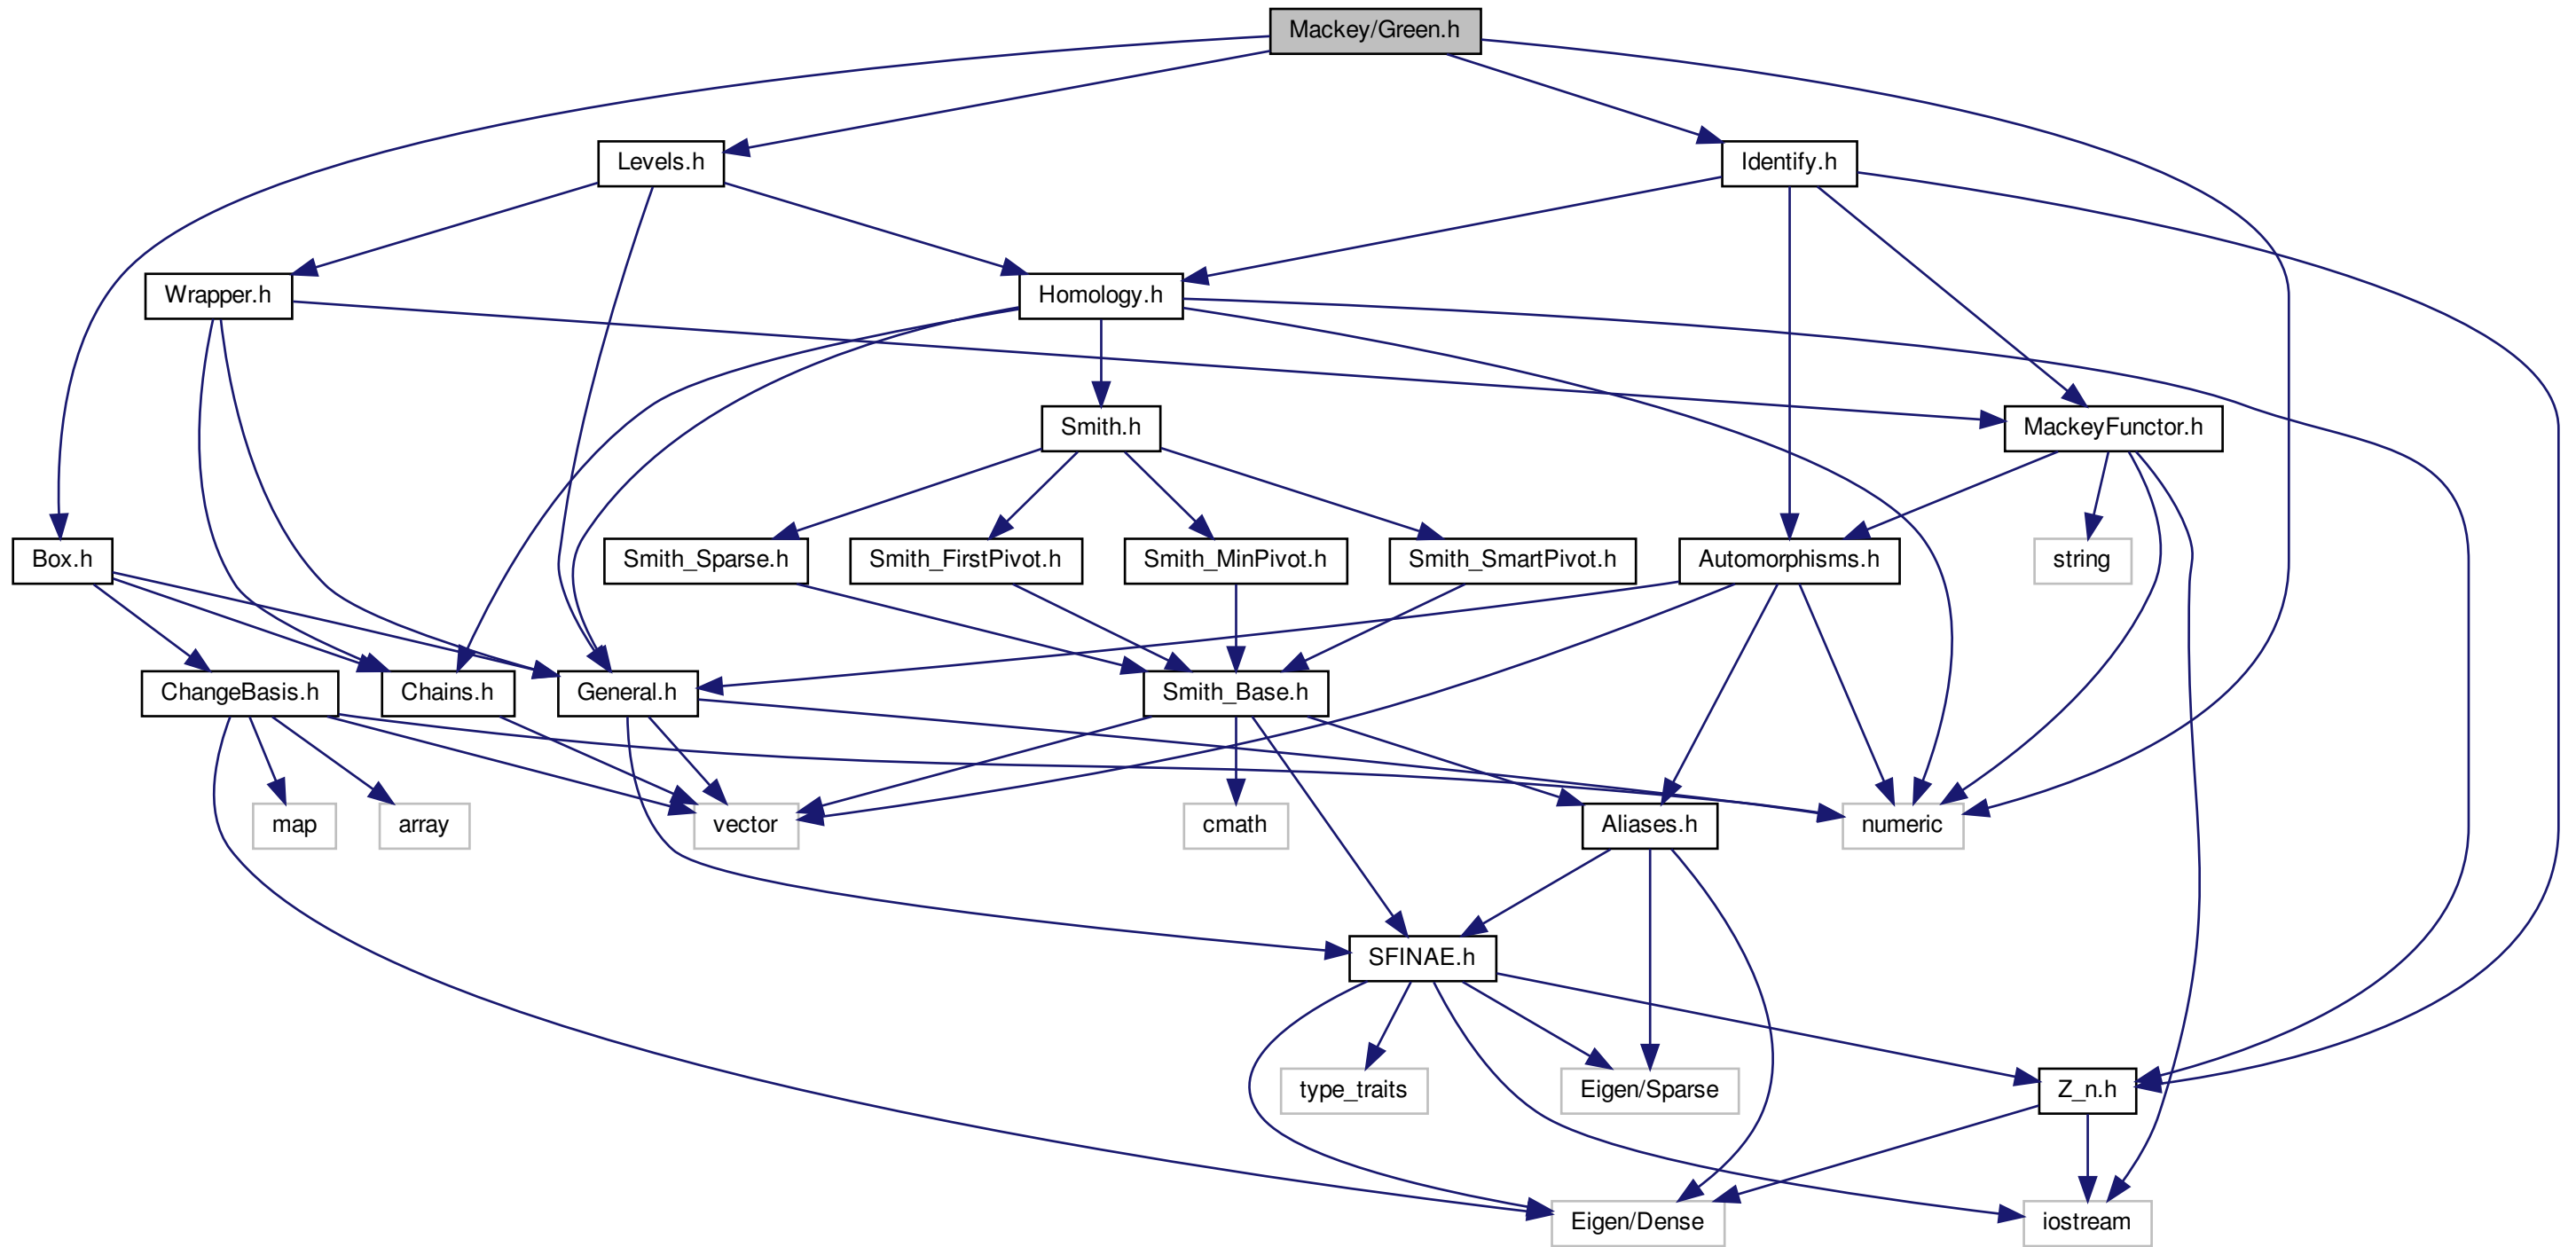 Mackey/Green.h
Levels.h
Identify.h
Wrapper.h
Homology.h
Smith.h
MackeyFunctor.h
Box.h
Smith_Sparse.h
Smith_FirstPivot.h
Smith_MinPivot.h
Smith_SmartPivot.h
Automorphisms.h
string
ChangeBasis.h
Chains.h
General.h
Smith_Base.h
map
array
vector
cmath
Aliases.h
numeric
SFINAE.h
type_traits
Eigen/Sparse
Z_n.h
Eigen/Dense
iostream